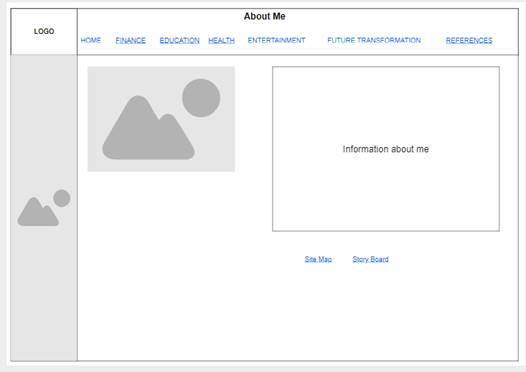 About Me
LOGO
HOME FINANCE EDUCATION HEALTH ENTERTAINMENT FUTURE TRANSFORMATION REFERENCES
Information about me
Site Map Story Board